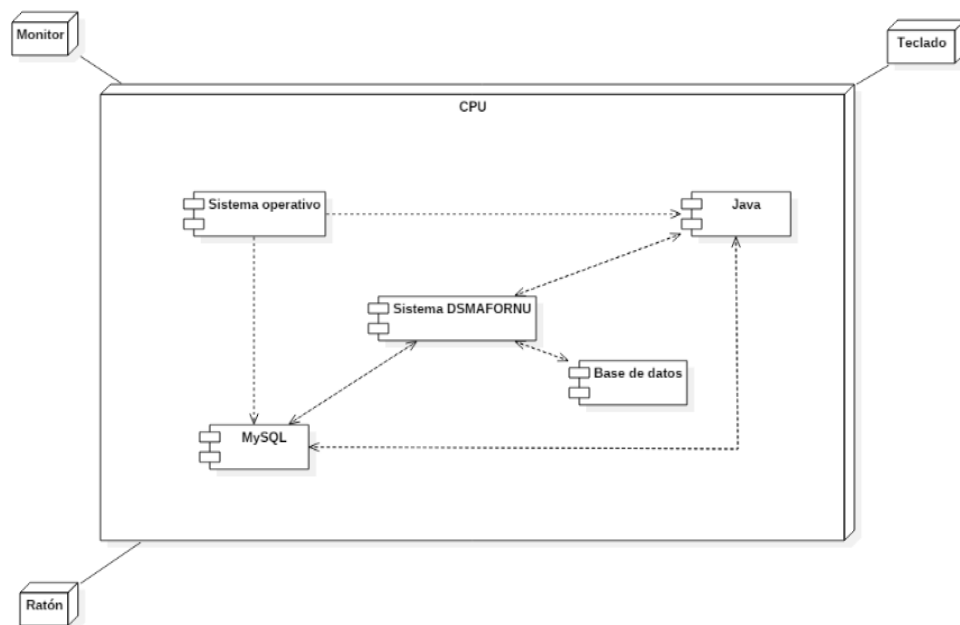 Monitor
Teclado
CPU
Sistema operativo
Java
Sistema DSMAFORNU
Base de datos
MySQL
Ratón